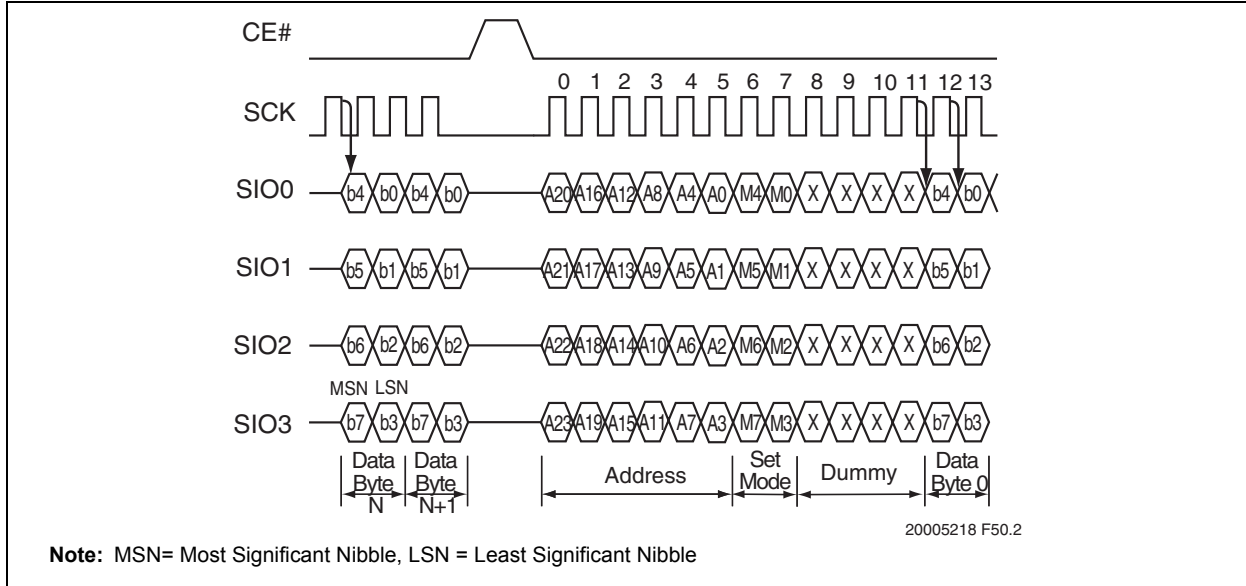 CE#
0 1 2 3 4 5 6 7 8 9 10 11 12 13
SCK
SIO0 b4 b0 b4 b0 A20 A16 A12 A8 A4 A0 M4 M0 X X X X b4 b0
SIO1 b5 b1 b5 b1 A21 A17 A13 A9 A5 A1 M5 M1 X X X X b5 b1
SIO2 b6 b2 b6 b2 A22 A18 A14 A10 A6 A2 M6 M2 X X X X b6 b2
MSN LSN
SIO3 b7 b3 b7 b3 A23 A19 A15 A11 A7 A3 M7 M3 X X X X b7 b3
Data Byte N
Data Byte N+1
Address
Set Mode
Dummy
Data Byte 0
20005218 F50.2
Note: MSN= Most Significant Nibble, LSN = Least Significant Nibble